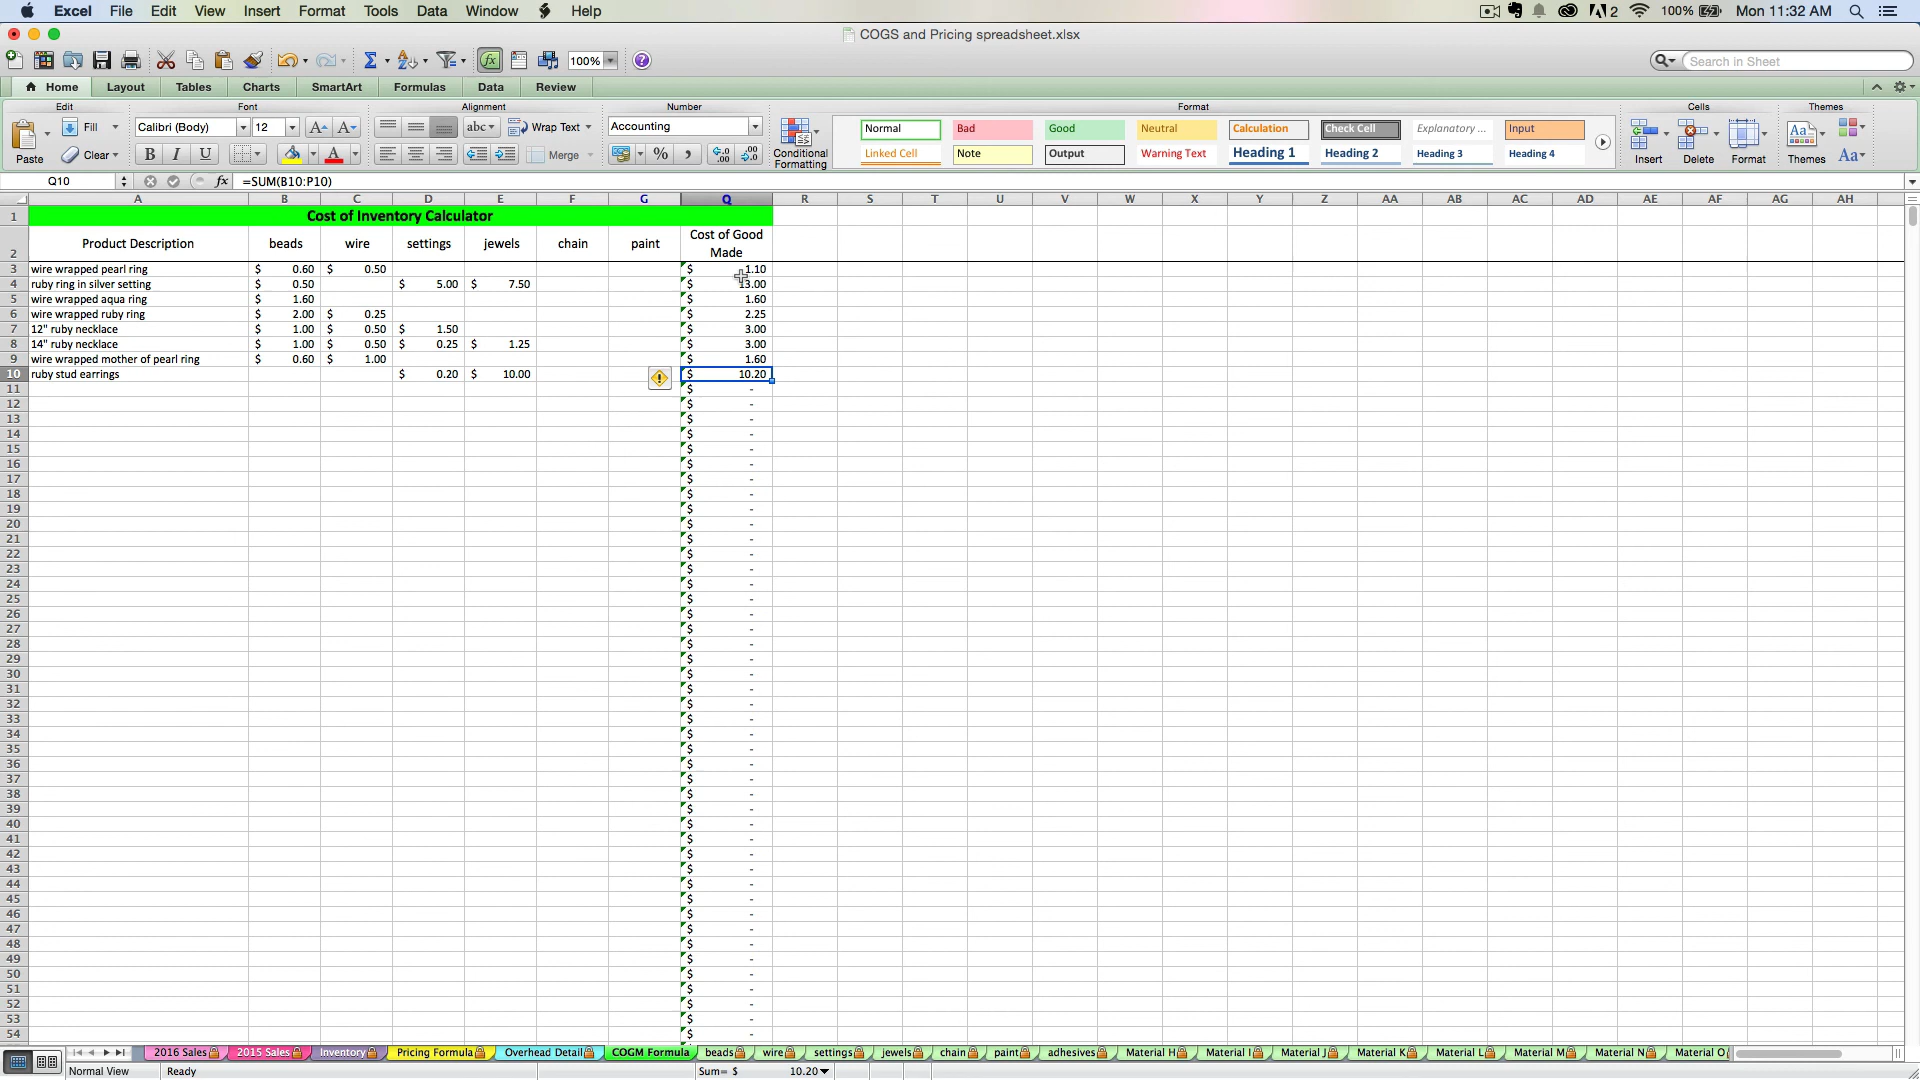 Excel File Edit View Insert Format Tools Data Window Help 2 100% Mon 11:32 AM
COGS and Pricing spreadsheet.xlsx
100% Search in Sheet
Home Layout Tables Charts SmartArt Formulas Data Review
Edit Font Alignment Number Format Cells Themes
Fill Calibri (Body) 12 abc Wrap Text Accounting Normal Bad Good Neutral Calculation Check Cell Explanatory ... Input
Paste Clear B I U Merge % Conditional Formatting Linked Cell Note Output Warning Text Heading 1 Heading 2 Heading 3 Heading 4 Insert Delete Format Themes Aa
Q10 fx =SUM(B10:P10)
A B C D E F G Q R S T U V W X Y Z AA AB AC AD AE AF AG AH
1 Cost of Inventory Calculator
2 Product Description beads wire settings jewels chain paint Cost of Good Made
3 wire wrapped pearl ring $ 0.60 $ 0.50 $ 1.10
4 ruby ring in silver setting $ 0.50 $ 5.00 $ 7.50 $ 13.00
5 wire wrapped aqua ring $ 1.60 $ 1.60
6 wire wrapped ruby ring $ 2.00 $ 0.25 $ 2.25
7 12" ruby necklace $ 1.00 $ 0.50 $ 1.50 $ 3.00
8 14" ruby necklace $ 1.00 $ 0.50 $ 0.25 $ 1.25 $ 3.00
9 wire wrapped mother of pearl ring $ 0.60 $ 1.00 $ 1.60
10 ruby stud earrings $ 0.20 $ 10.00 $ 10.20
11 $ -
12 $ -
13 $ -
14 $ -
15 $ -
16 $ -
17 $ -
18 $ -
19 $ -
20 $ -
21 $ -
22 $ -
23 $ -
24 $ -
25 $ -
26 $ -
27 $ -
28 $ -
29 $ -
30 $ -
31 $ -
32 $ -
33 $ -
34 $ -
35 $ -
36 $ -
37 $ -
38 $ -
39 $ -
40 $ -
41 $ -
42 $ -
43 $ -
44 $ -
45 $ -
46 $ -
47 $ -
48 $ -
49 $ -
50 $ -
51 $ -
52 $ -
53 $ -
54 $ -
2016 Sales 2015 Sales Inventory Pricing Formula Overhead Detail COGM Formula beads wire settings jewels chain paint adhesives Material H Material I Material J Material K Material L Material M Material N Material O
Normal View Ready Sum= $ 10.20